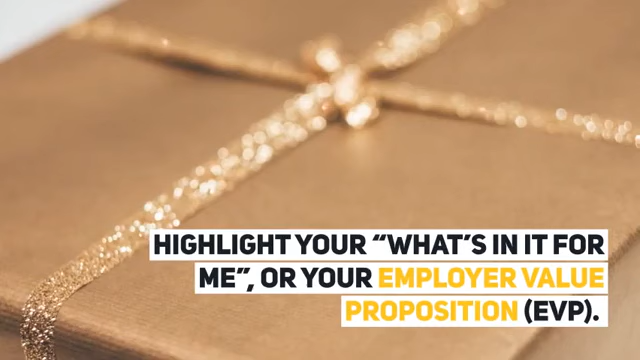 HIGHLIGHT YOUR “WHAT’S IN IT FOR
ME”, OR YOUR EMPLOYER VALUE
PROPOSITION (EVP).